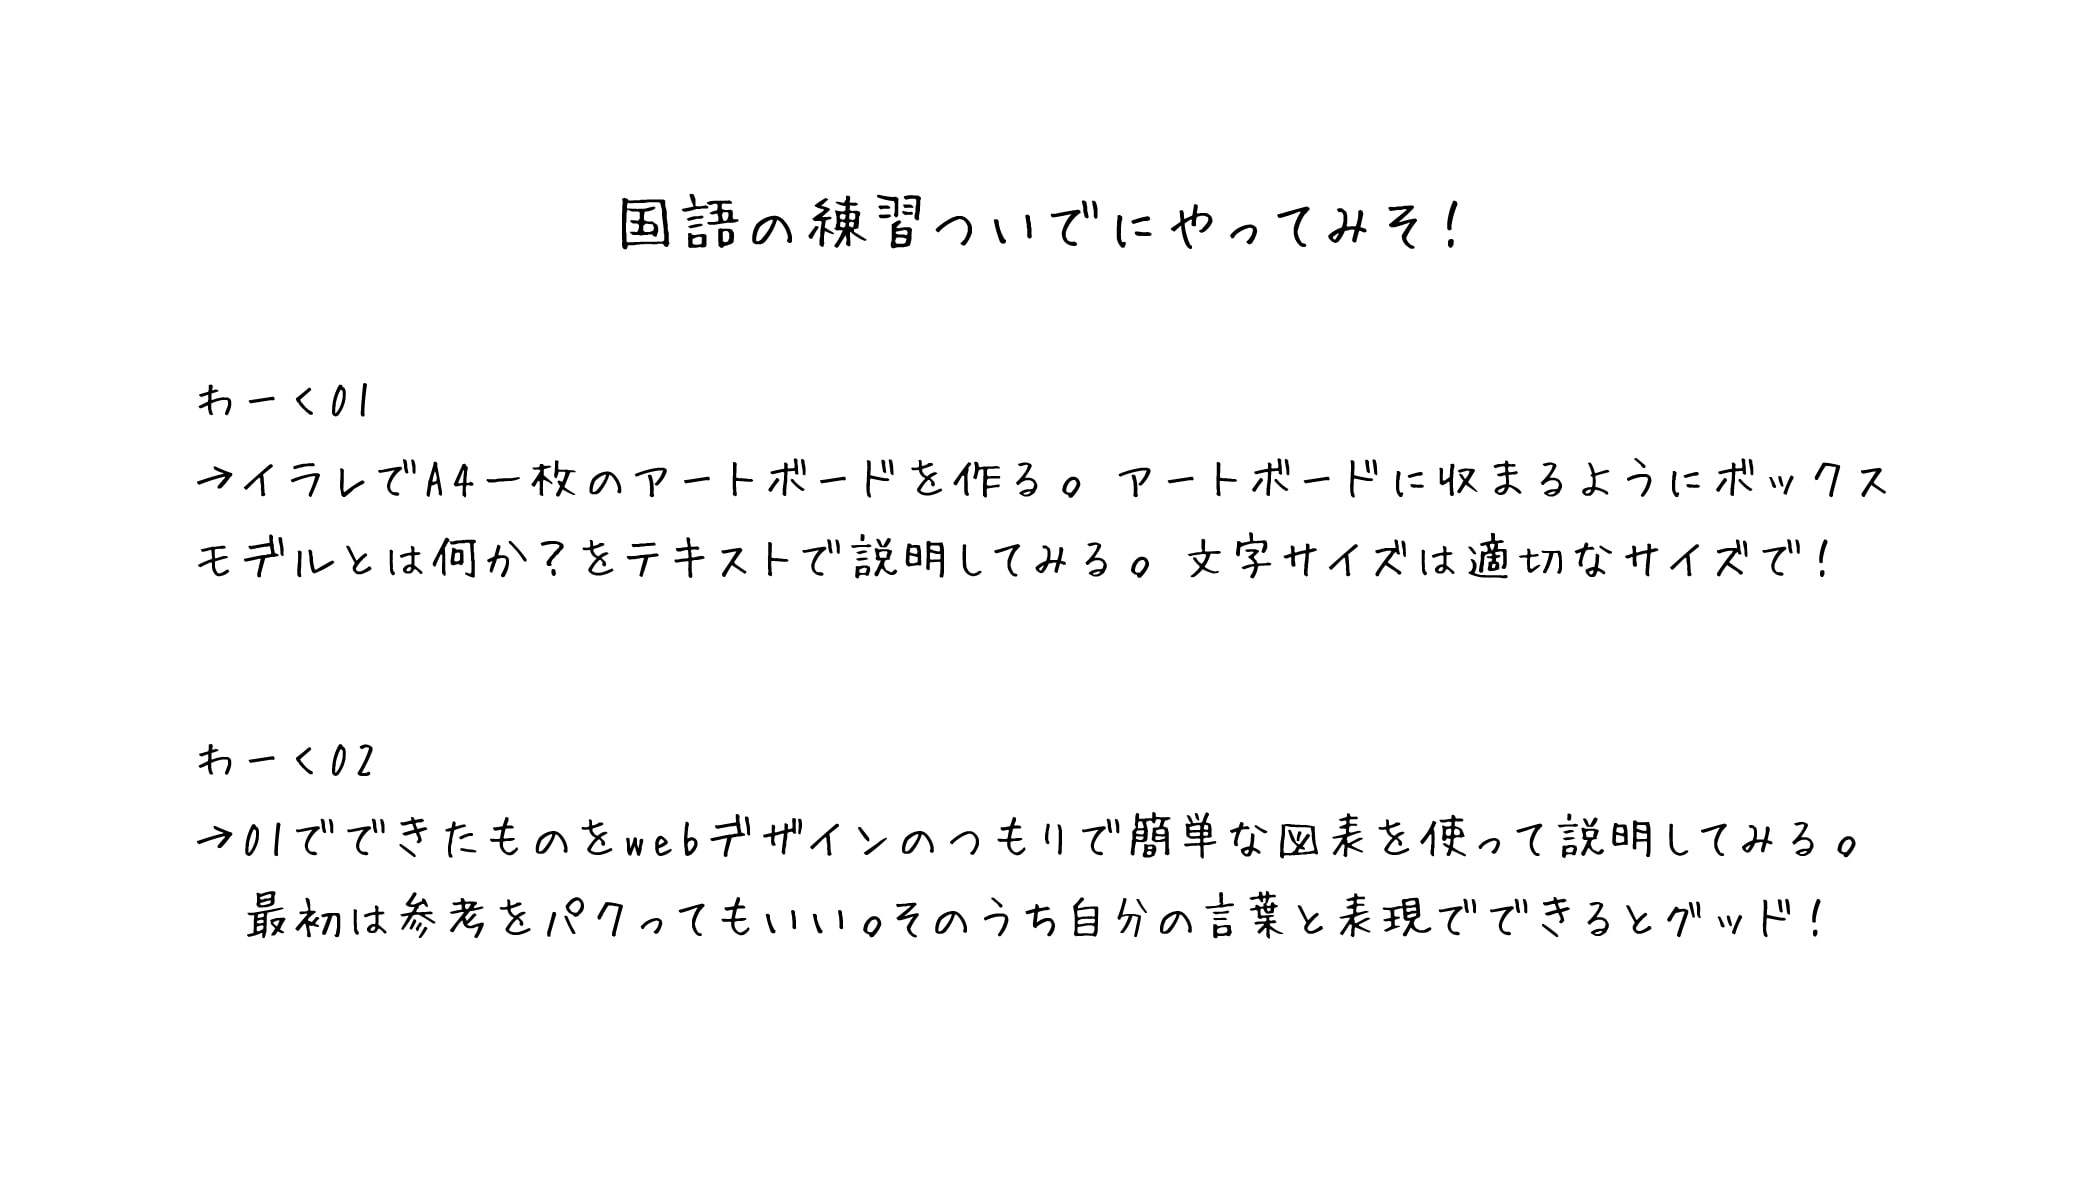 国語の練習ついでにやってみそ!
わーく01
→イラレでA4一枚のアートボードを作る。アートボードに収まるようにボックス
モデルとは何か?をテキストで説明してみる。文字サイズは適切なサイズで!
わーく02
→01でできたものをwebデザインのつもりで簡単な図表を使って説明してみる。
最初は参考をパクってもいい。そのうち自分の言葉と表現でできるとグッド!